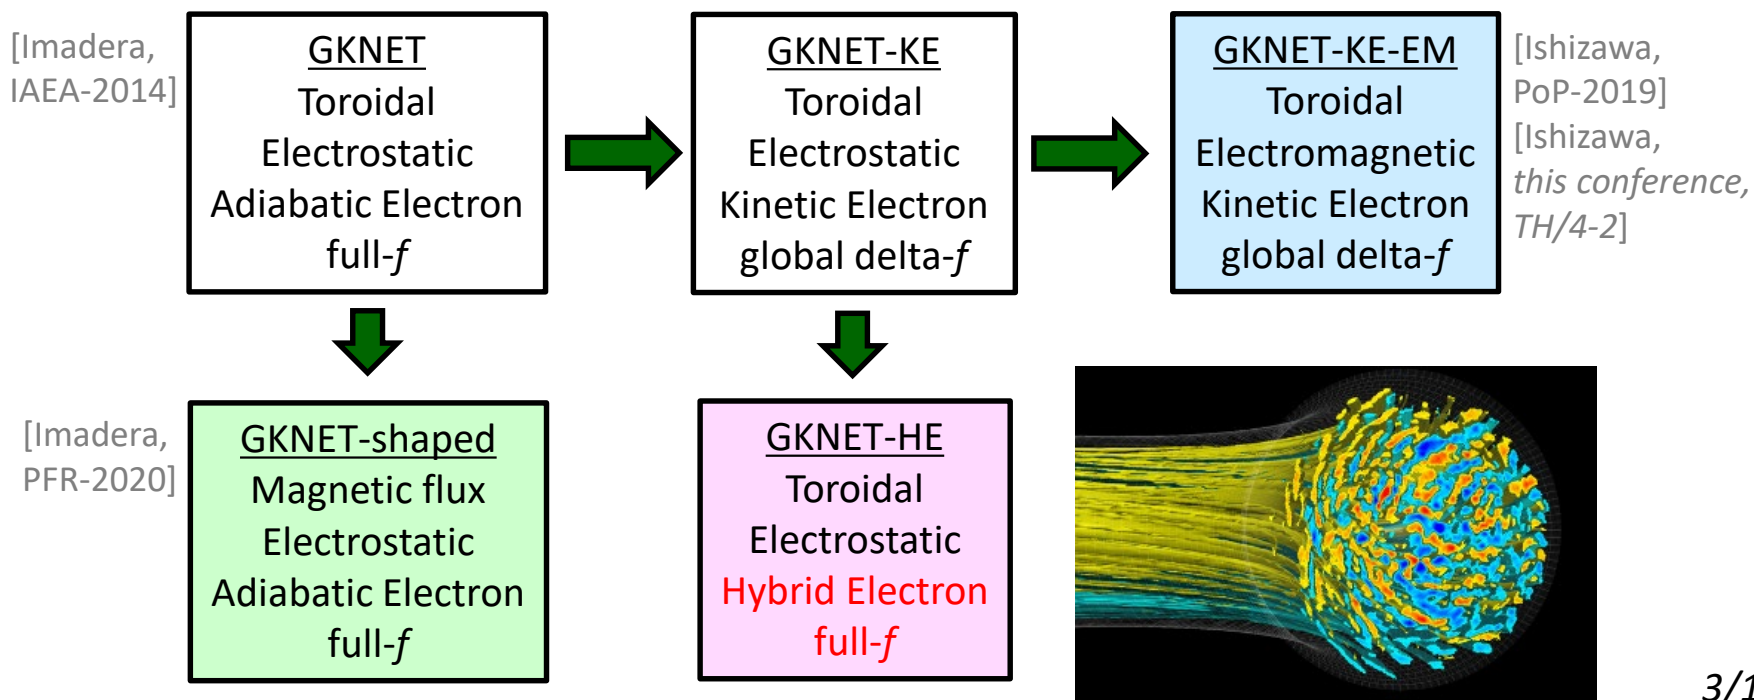 [Imadera,
IAEA-2014]
GKNET
Toroidal
Electrostatic
Adiabatic Electron
full-f
GKNET-KE
Toroidal
Electrostatic
Kinetic Electron
global delta-f
GKNET-KE-EM
Toroidal
Electromagnetic
Kinetic Electron
global delta-f
[Ishizawa,
PoP-2019]
[Ishizawa,
this conference,
TH/4-2]
[Imadera,
PFR-2020]
GKNET-shaped
Magnetic flux
Electrostatic
Adiabatic Electron
full-f
GKNET-HE
Toroidal
Electrostatic
Hybrid Electron
full-f
3/1